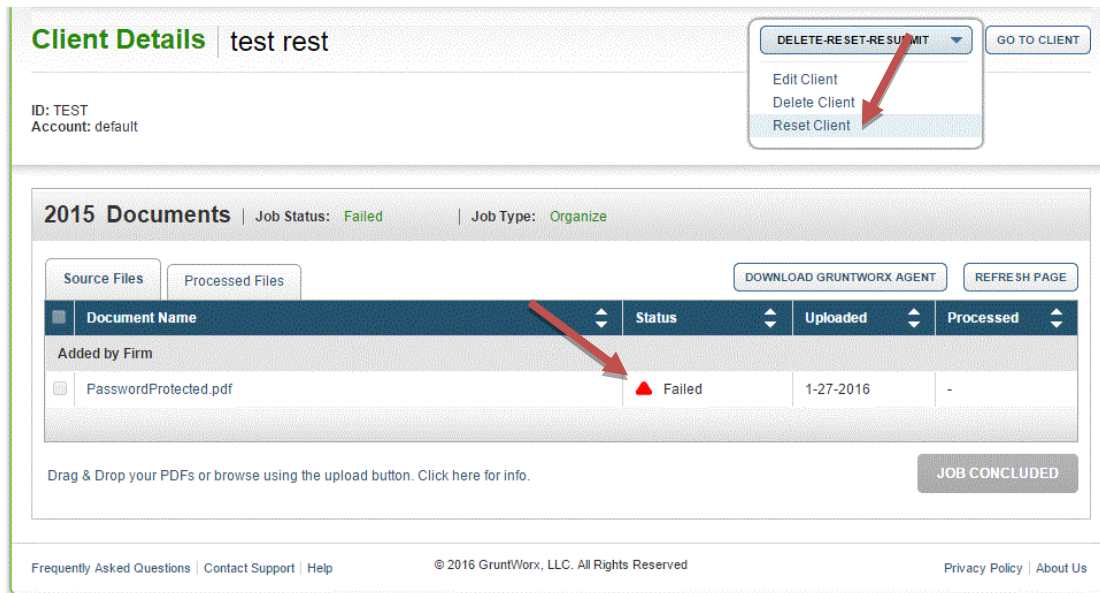 Client Details | test rest
DELETE-RESET-RESUBMIT
GO TO CLIENT
Edit Client
Delete Client
Reset Client
ID: TEST
Account: default
2015 Documents | Job Status: Failed | Job Type: Organize
Source Files
Processed Files
DOWNLOAD GRUNTWORX AGENT
REFRESH PAGE
Document Name Status Uploaded Processed
Added by Firm
PasswordProtected.pdf Failed 1-27-2016 -
Drag & Drop your PDFs or browse using the upload button. Click here for info.
JOB CONCLUDED
Frequently Asked Questions | Contact Support | Help © 2016 GruntWorx, LLC. All Rights Reserved Privacy Policy | About Us